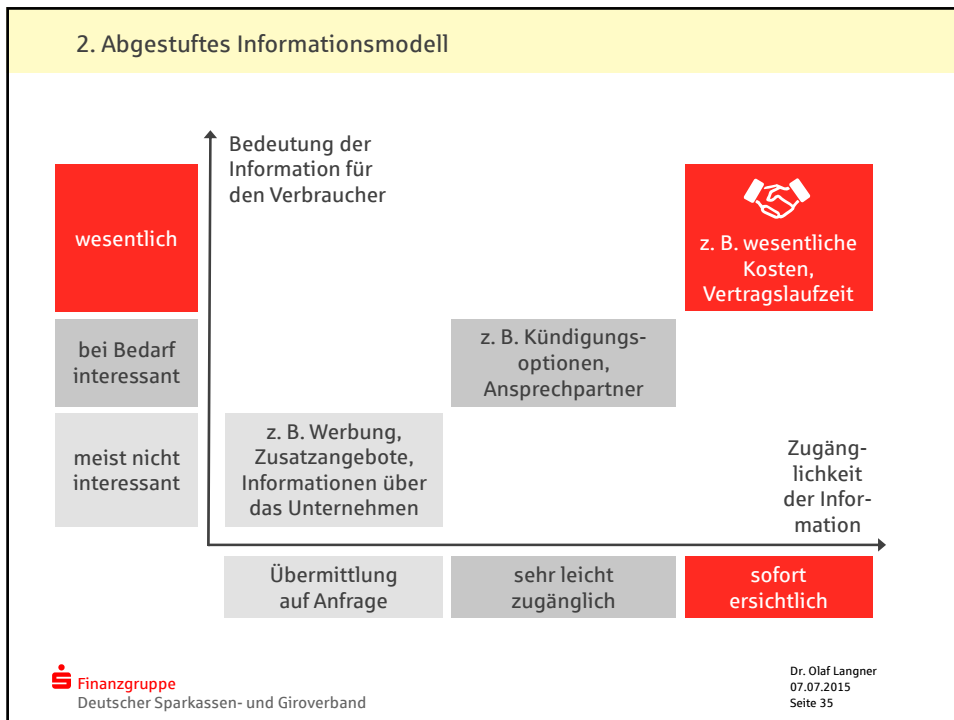 2. Abgestuftes Informationsmodell
Bedeutung der
Information für
den Verbraucher
wesentlich
z. B. wesentliche
Kosten,
Vertragslaufzeit
bei Bedarf
interessant
z. B. Kündigungs-
optionen,
Ansprechpartner
meist nicht
interessant
z. B. Werbung,
Zusatzangebote,
Informationen über
das Unternehmen
Zugäng-
lichkeit
der Infor-
mation
Übermittlung
auf Anfrage
sehr leicht
zugänglich
sofort
ersichtlich
Finanzgruppe
Deutscher Sparkassen- und Giroverband
Dr. Olaf Langner
07.07.2015
Seite 35